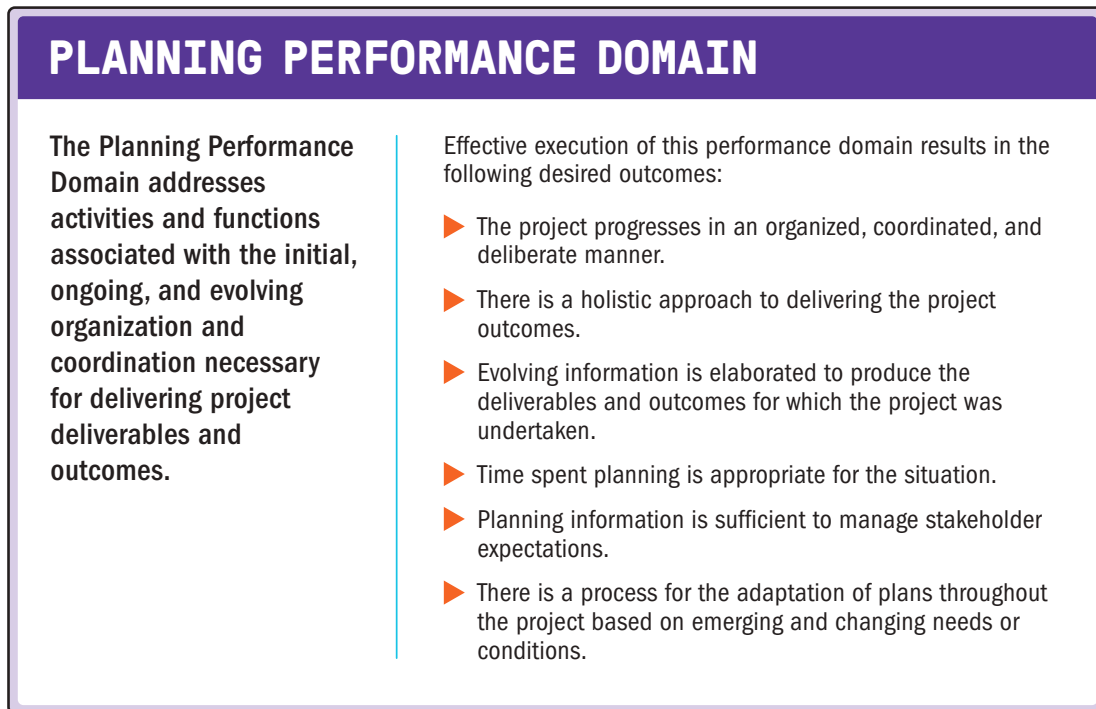 PLANNING PERFORMANCE DOMAIN
The Planning Performance
Domain addresses
activities and functions
associated with the initial,
ongoing, and evolving
organization and
coordination necessary
for delivering project
deliverables and
outcomes.
Effective execution of this performance domain results in the
following desired outcomes:
The project progresses in an organized, coordinated, and
deliberate manner.
There is a holistic approach to delivering the project
outcomes.
Evolving information is elaborated to produce the
deliverables and outcomes for which the project was
undertaken.
Time spent planning is appropriate for the situation.
Planning information is sufficient to manage stakeholder
expectations.
There is a process for the adaptation of plans throughout
the project based on emerging and changing needs or
conditions.